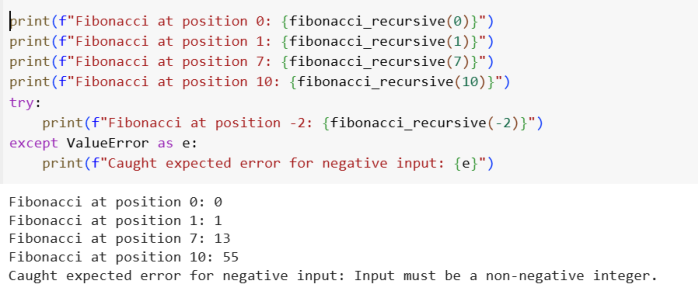 print(f"Fibonacci at position 0: {fibonacci_recursive(0)}")
print(f"Fibonacci at position 1: {fibonacci_recursive(1)}")
print(f"Fibonacci at position 7: {fibonacci_recursive(7)}")
print(f"Fibonacci at position 10: {fibonacci_recursive(10)}")
try:
    print(f"Fibonacci at position -2: {fibonacci_recursive(-2)}")
except ValueError as e:
    print(f"Caught expected error for negative input: {e}")
Fibonacci at position 0: 0
Fibonacci at position 1: 1
Fibonacci at position 7: 13
Fibonacci at position 10: 55
Caught expected error for negative input: Input must be a non-negative integer.